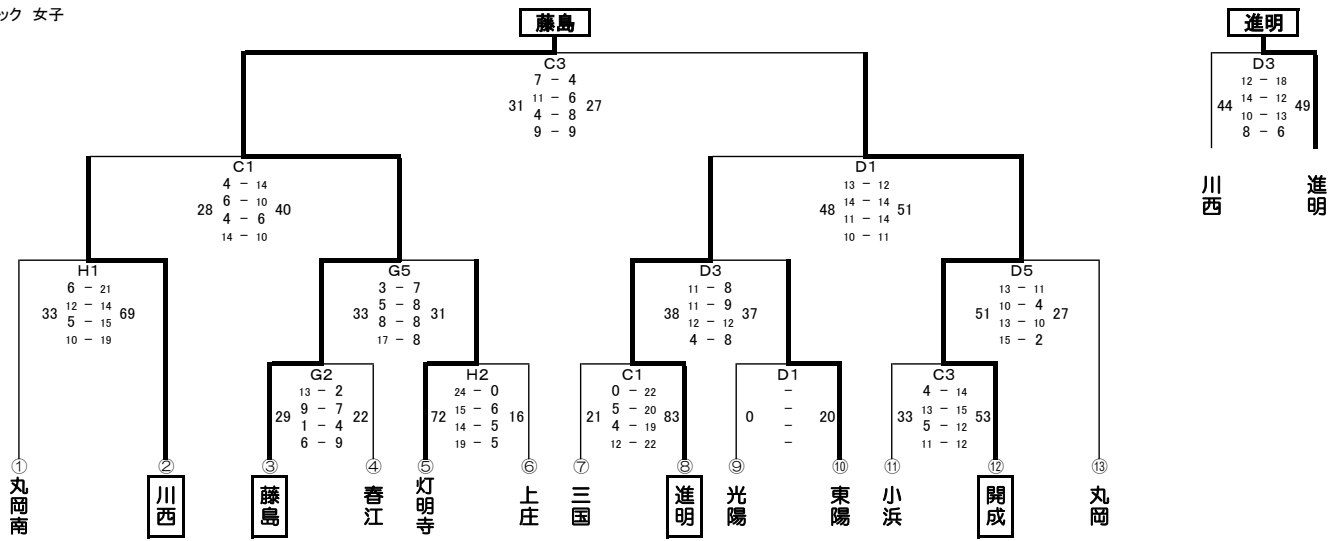 ック 女子
藤島
進明
C3
7 - 4
11 - 6
4 - 8
9 - 9
31 27
D3
12 - 18
14 - 12
10 - 13
8 - 6
44 49
川西
進明
C1
4 - 14
6 - 10
4 - 6
14 - 10
28 40
D1
13 - 12
14 - 14
11 - 14
10 - 11
48 51
H1
6 - 21
12 - 14
5 - 15
10 - 19
33 69
G5
3 - 7
5 - 8
8 - 8
17 - 8
33 31
D3
11 - 8
11 - 9
12 - 12
4 - 8
38 37
D5
13 - 11
10 - 4
13 - 10
15 - 2
51 27
G2
13 - 2
9 - 7
1 - 4
6 - 9
29 22
H2
24 - 0
15 - 6
14 - 5
19 - 5
72 16
C1
0 - 22
5 - 20
4 - 19
12 - 22
21 83
D1
-
-
-
-
0 20
C3
4 - 14
13 - 15
5 - 12
11 - 12
33 53
① ② ③ ④ ⑤ ⑥ ⑦ ⑧ ⑨ ⑩ ⑪ ⑫ ⑬
丸岡南
川西
藤島
春江
灯明寺
上庄
三国
進明
光陽
東陽
小浜
開成
丸岡